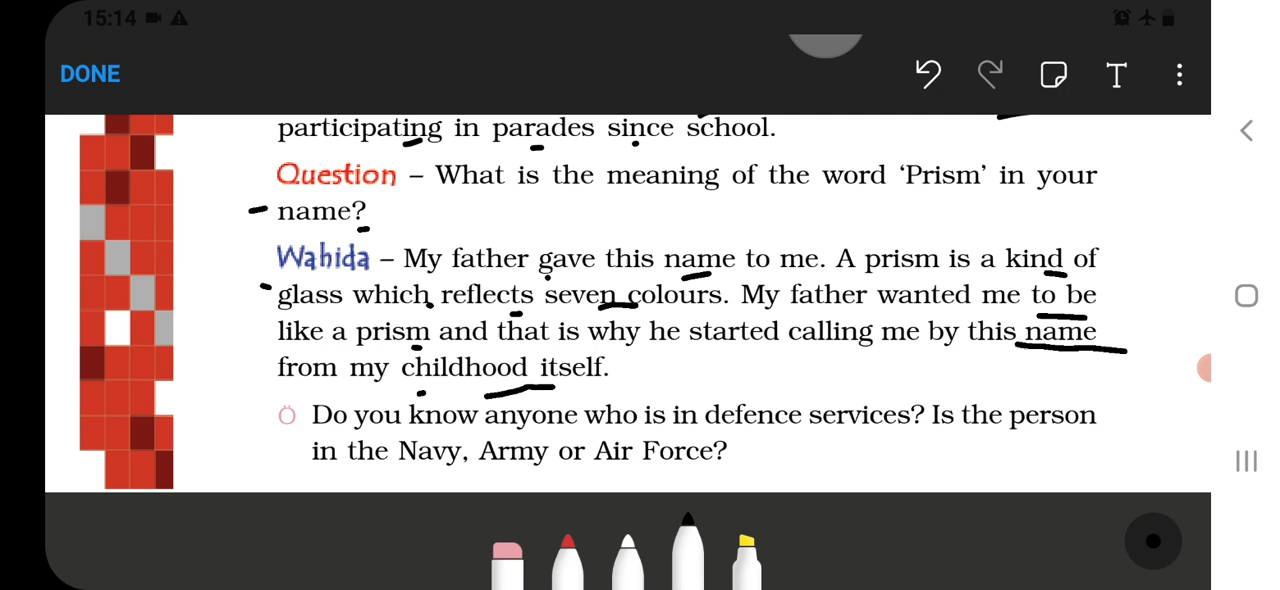 15:14
DONE
T
participating in parades since school.
Question – What is the meaning of the word ‘Prism’ in your
name?
Wahida – My father gave this name to me. A prism is a kind of
glass which reflects seven colours. My father wanted me to be
like a prism and that is why he started calling me by this name
from my childhood itself.
Ö Do you know anyone who is in defence services? Is the person
in the Navy, Army or Air Force?